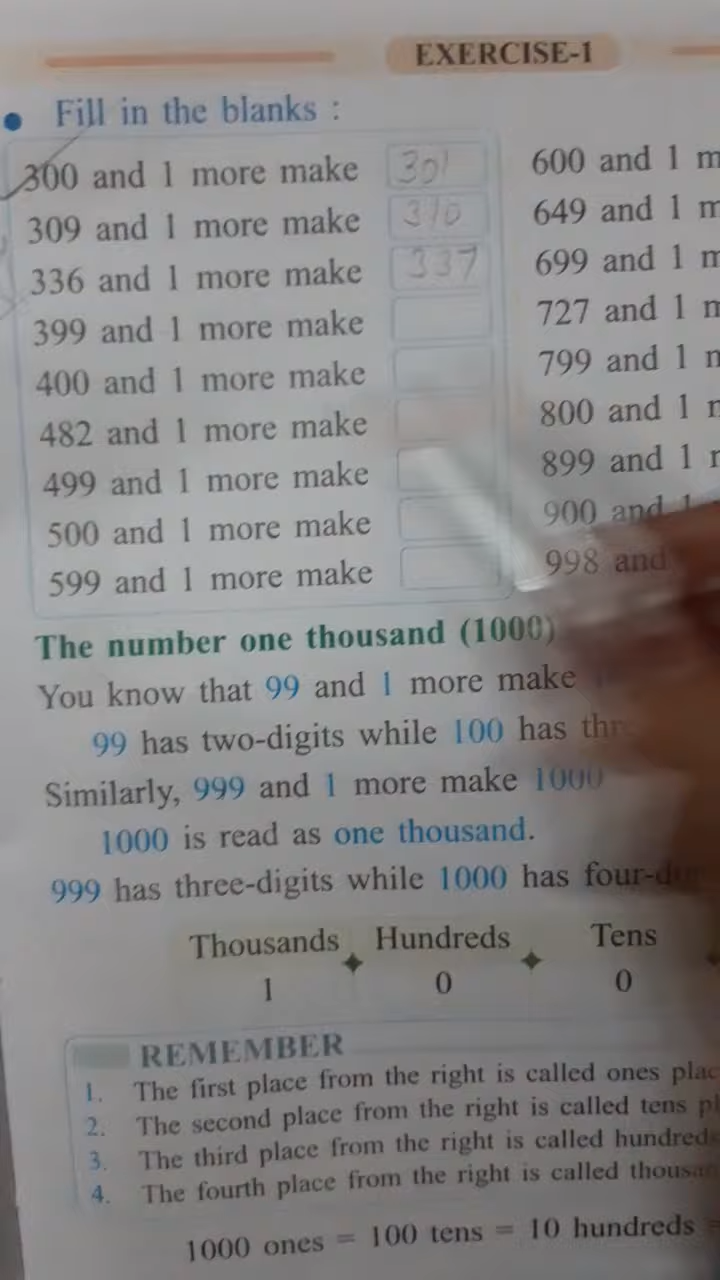 EXERCISE-1
Fill in the blanks :
300 and 1 more make 301
309 and 1 more make 310
336 and 1 more make 337
399 and 1 more make
400 and 1 more make
482 and 1 more make
499 and 1 more make
500 and 1 more make
599 and 1 more make
600 and 1
649 and 1
699 and 1
727 and 1
799 and 1
800 and 1
899 and 1
900 and 1
998 and
The number one thousand (1000)
You know that 99 and 1 more make
99 has two-digits while 100 has
Similarly, 999 and 1 more make 1000
1000 is read as one thousand.
999 has three-digits while 1000 has
Thousands Hundreds Tens
1 0 0
REMEMBER
1. The first place from the right is called ones
2. The second place from the right is called tens
3. The third place from the right is called hundreds
4. The fourth place from the right is called
1000 ones = 100 tens = 10 hundreds =